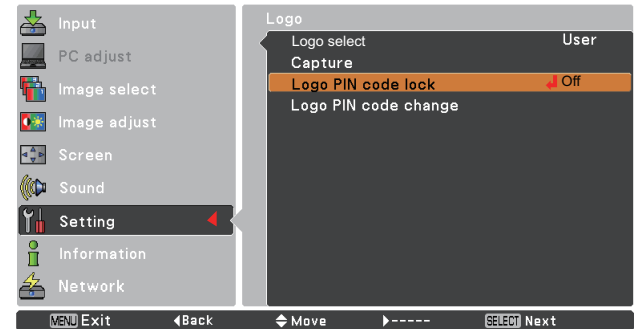 Input
PC adjust
Image select
Image adjust
Screen
Sound
Setting
Information
Network
Logo
Logo select User
Capture
Logo PIN code lock Off
Logo PIN code change
MENU Exit Back Move ----- SELECT Next